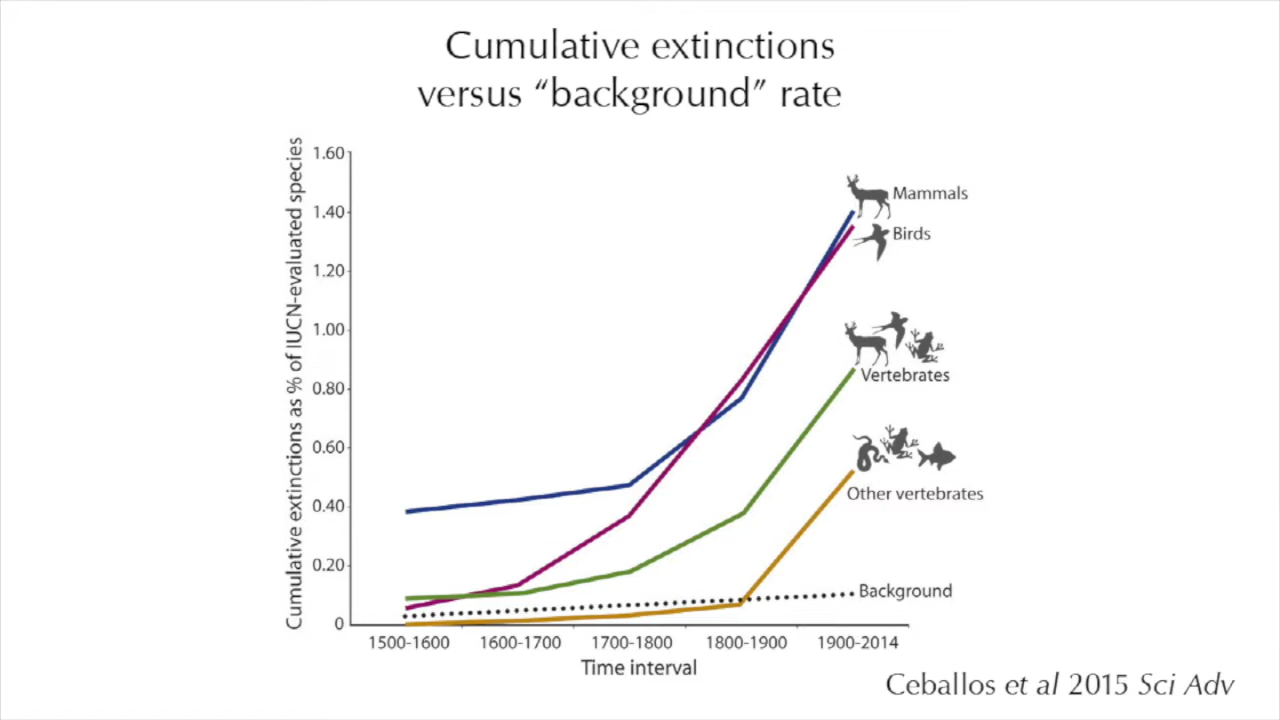 Cumulative extinctions
versus “background” rate
Cumulative extinctions as % of IUCN-evaluated species
1.60
1.40
1.20
1.00
0.80
0.60
0.40
0.20
0
Mammals
Birds
Vertebrates
Other vertebrates
Background
1500-1600 1600-1700 1700-1800 1800-1900 1900-2014
Time interval
Ceballos et al 2015 Sci Adv